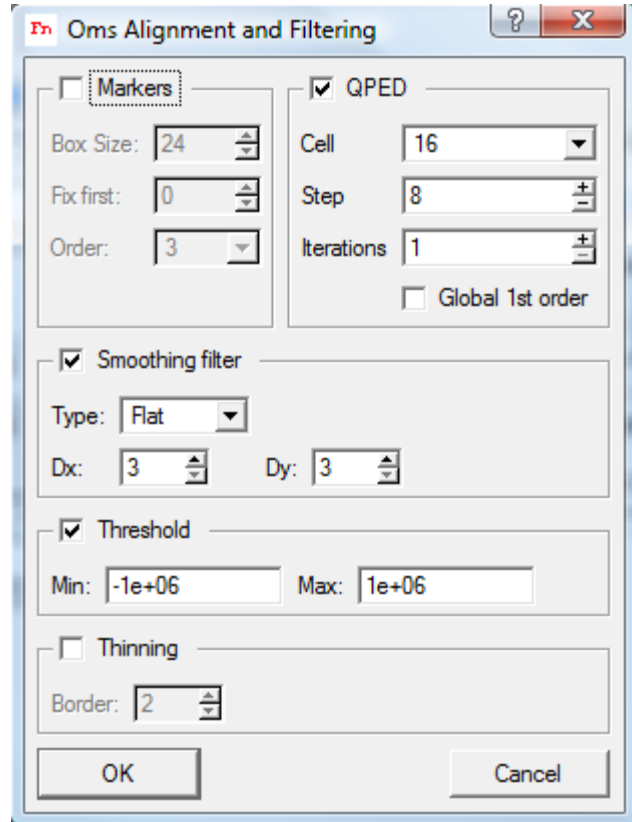 Fn Oms Alignment and Filtering ? X
Markers
Box Size: 24
Fix first: 0
Order: 3
QPED
Cell 16
Step 8
Iterations 1
Global 1st order
Smoothing filter
Type: Flat
Dx: 3 Dy: 3
Threshold
Min: -1e+06 Max: 1e+06
Thinning
Border: 2
OK Cancel